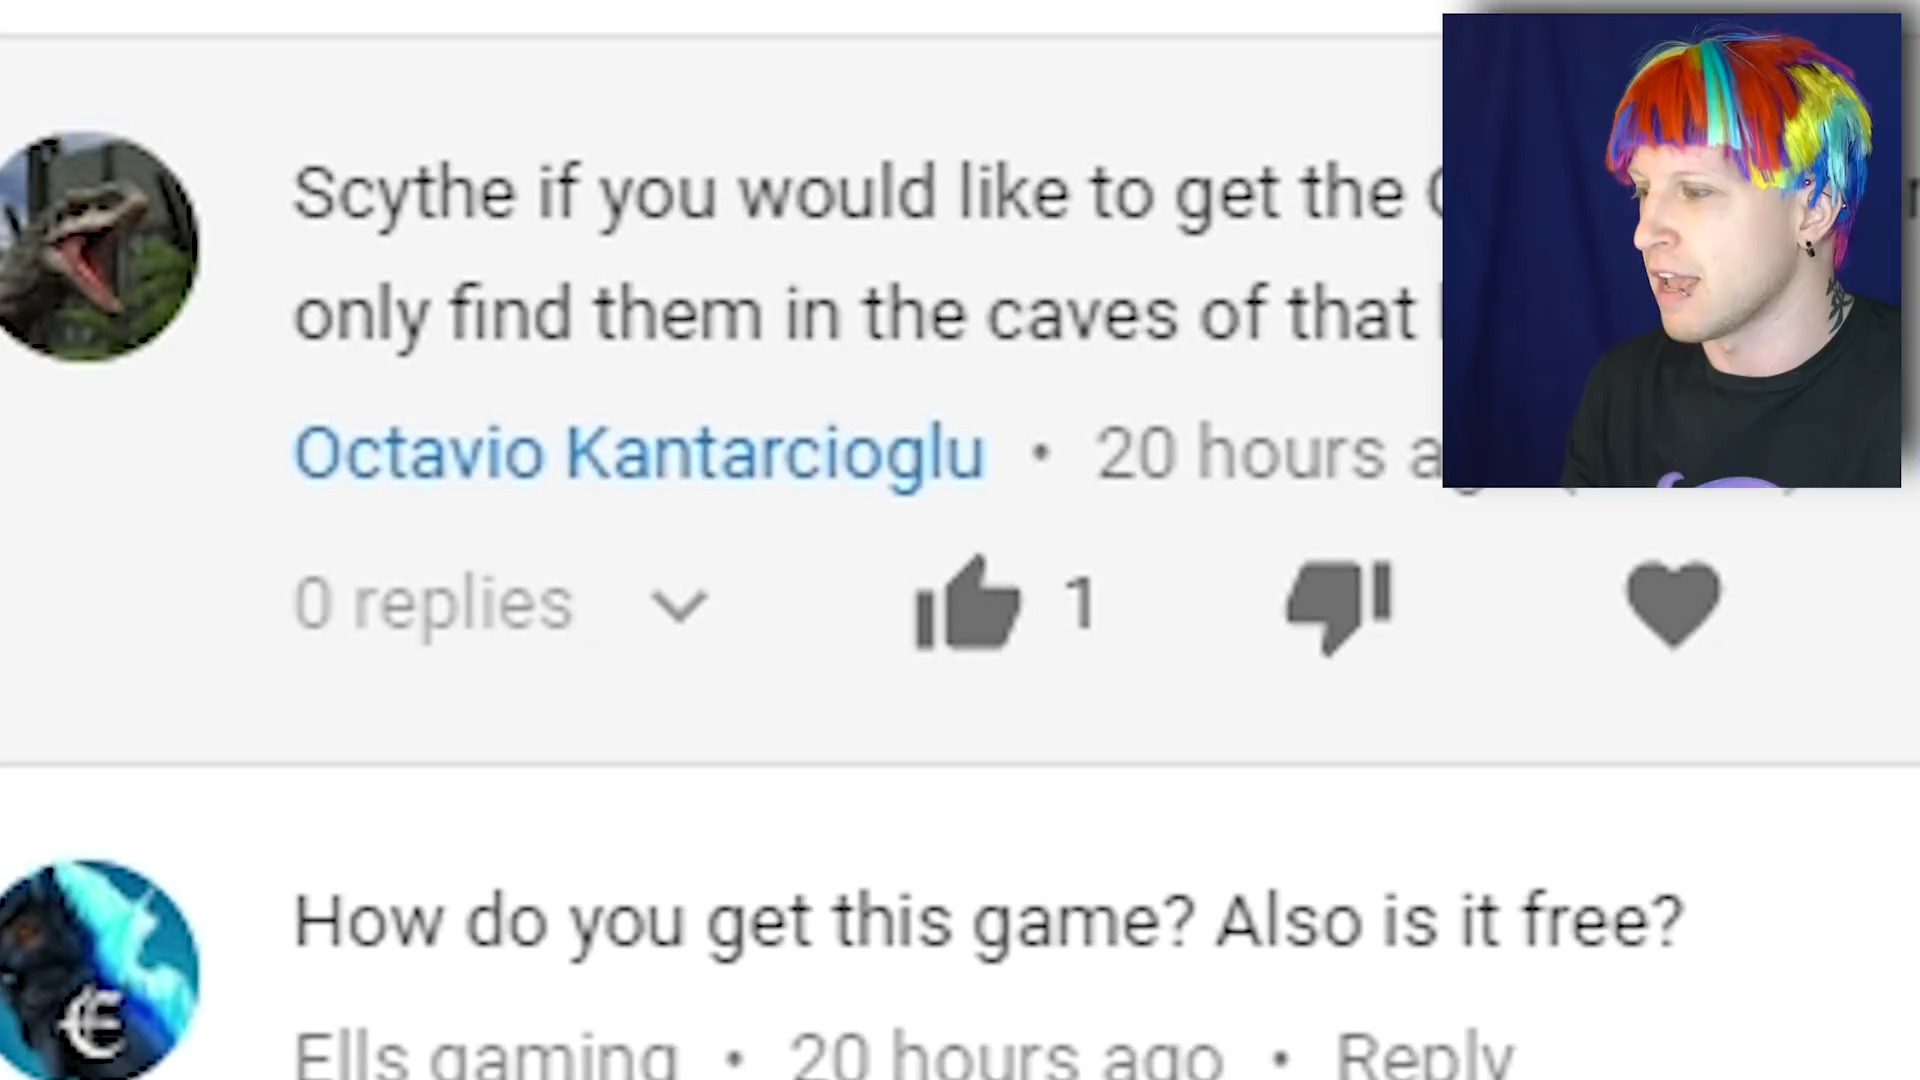 Scythe if you would like to get the
only find them in the caves of that
Octavio Kantarcioglu • 20 hours
0 replies 1
How do you get this game? Also is it free?
Ells gaming • 20 hours ago • Reply